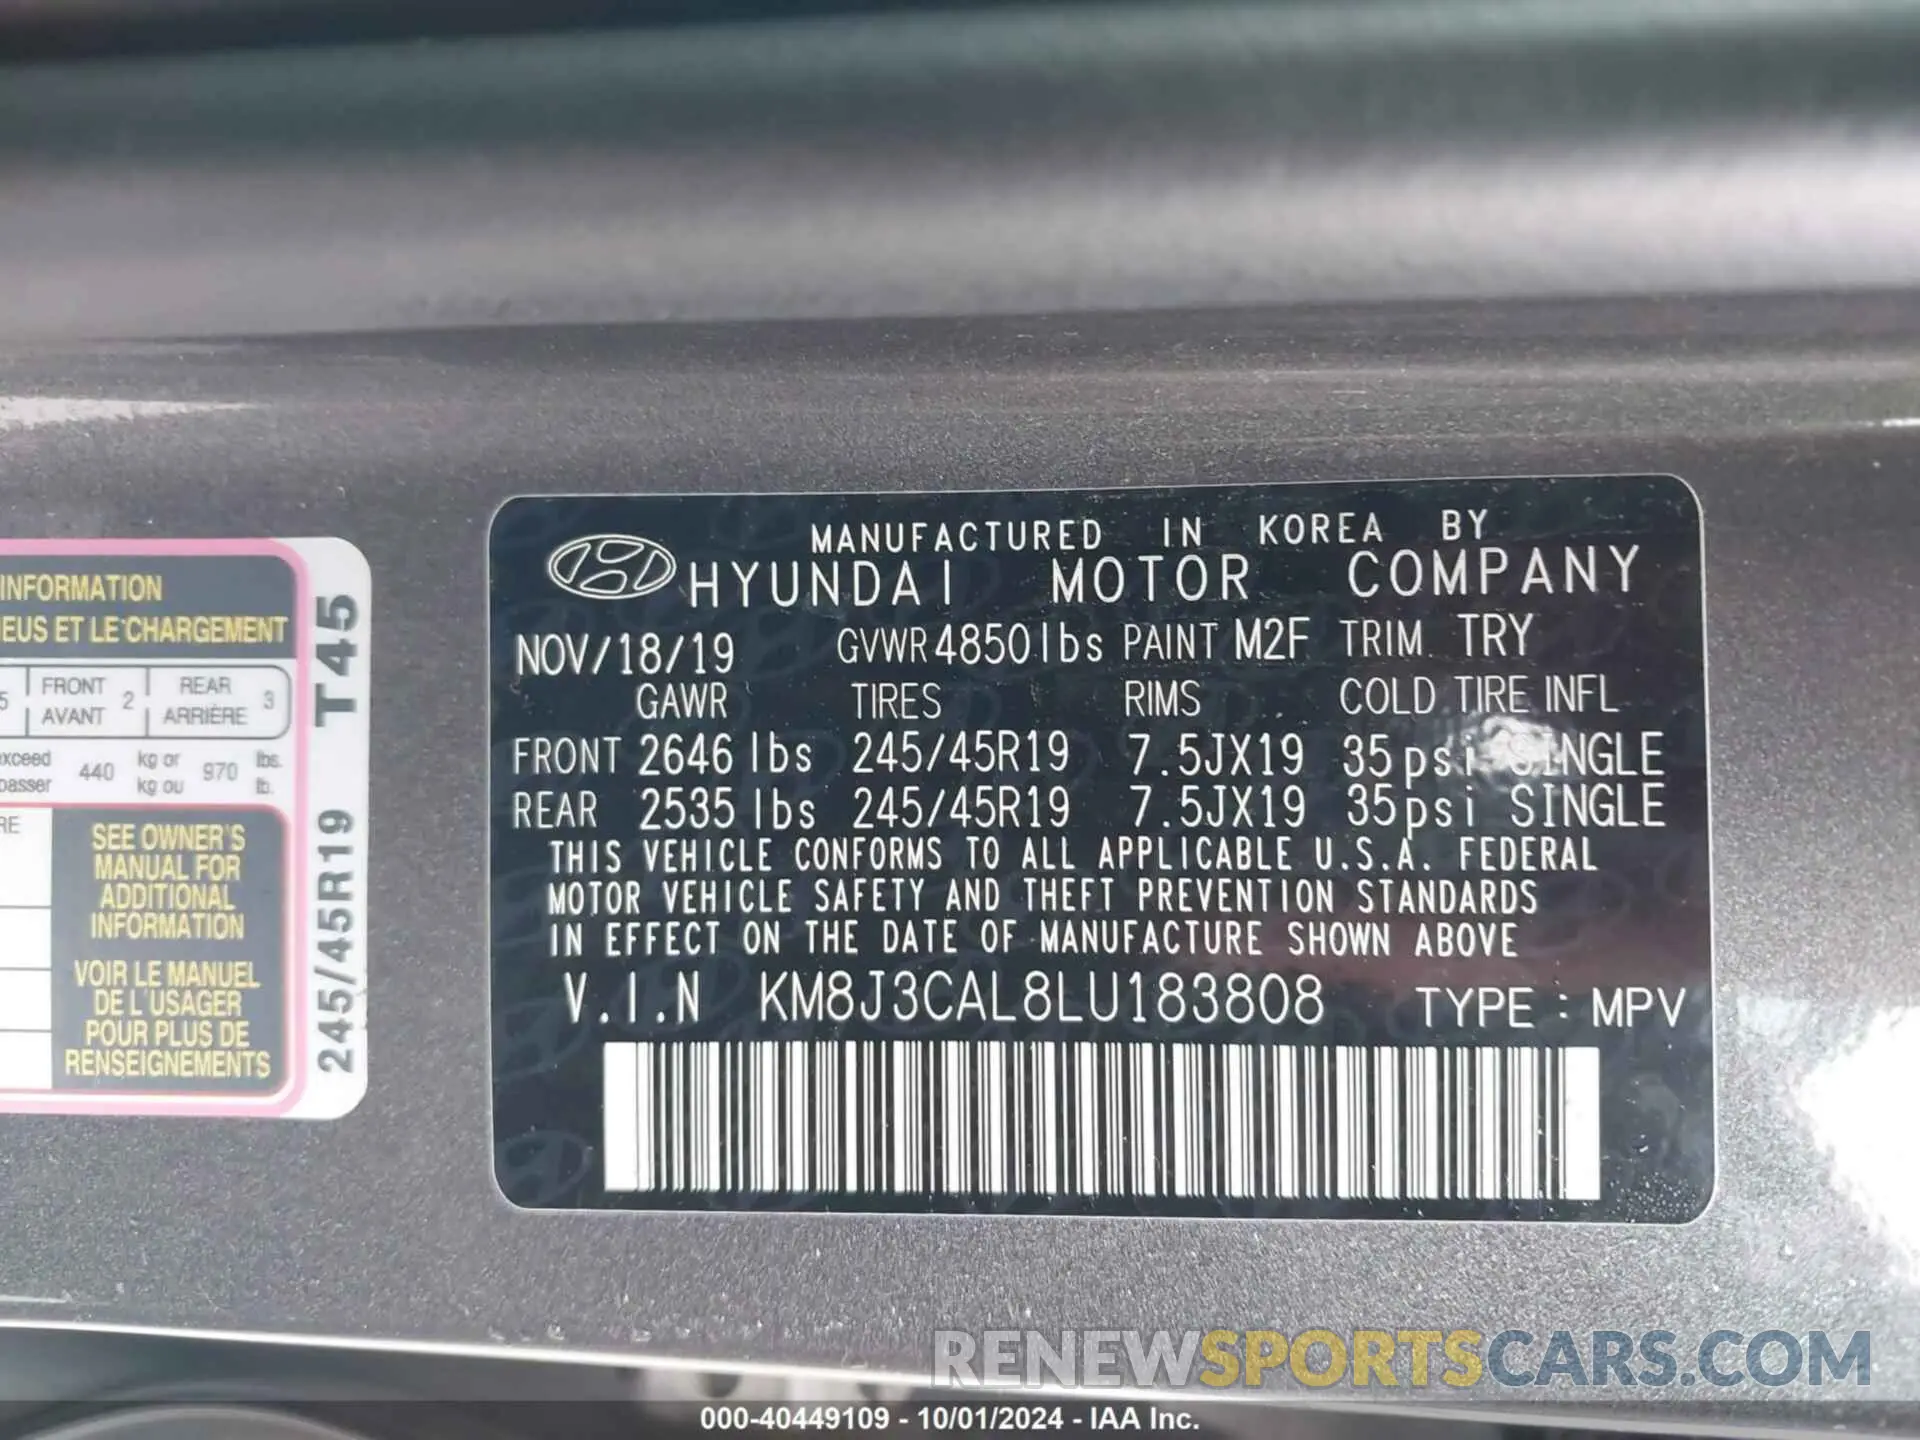 INFORMATION
EUS ET LE CHARGEMENT
5 FRONT AVANT 2 REAR ARRIÈRE 3
exceed 440 kg or 970 lbs.
passer kg ou lb.
RE
SEE OWNER'S
MANUAL FOR
ADDITIONAL
INFORMATION
VOIR LE MANUEL
DE L'USAGER
POUR PLUS DE
RENSEIGNEMENTS
245/45R19 T45
MANUFACTURED IN KOREA BY
HYUNDAI MOTOR COMPANY
NOV/18/19 GVWR 4850lbs PAINT M2F TRIM TRY
GAWR TIRES RIMS COLD TIRE INFL
FRONT 2646 lbs 245/45R19 7.5JX19 35psi SINGLE
REAR 2535 lbs 245/45R19 7.5JX19 35psi SINGLE
THIS VEHICLE CONFORMS TO ALL APPLICABLE U.S.A. FEDERAL
MOTOR VEHICLE SAFETY AND THEFT PREVENTION STANDARDS
IN EFFECT ON THE DATE OF MANUFACTURE SHOWN ABOVE
V.I.N KM8J3CAL8LU183808 TYPE : MPV
RENEWSPORTSCARS.COM
000-40449109 - 10/01/2024 - IAA Inc.